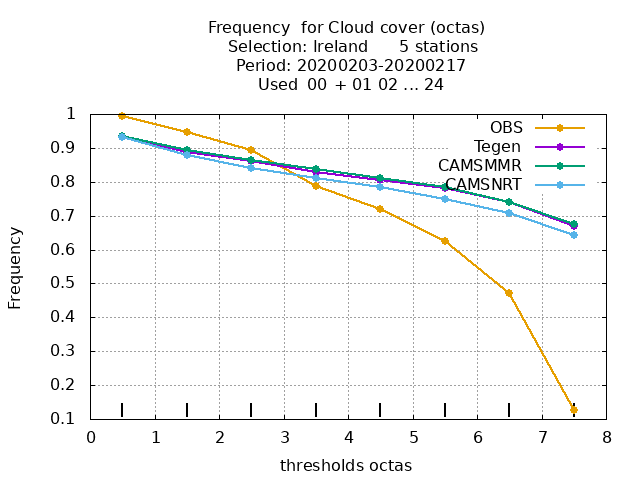 Frequency  for Cloud cover (octas)
Selection: Ireland      5 stations
Period: 20200203-20200217
Used  00  + 01 02 ... 24
1
0.9
0.8
0.7
0.6
0.5
0.4
0.3
0.2
0.1
Frequency
OBS
Tegen
CAMSMMR
CAMSNRT
0 1 2 3 4 5 6 7 8
thresholds octas